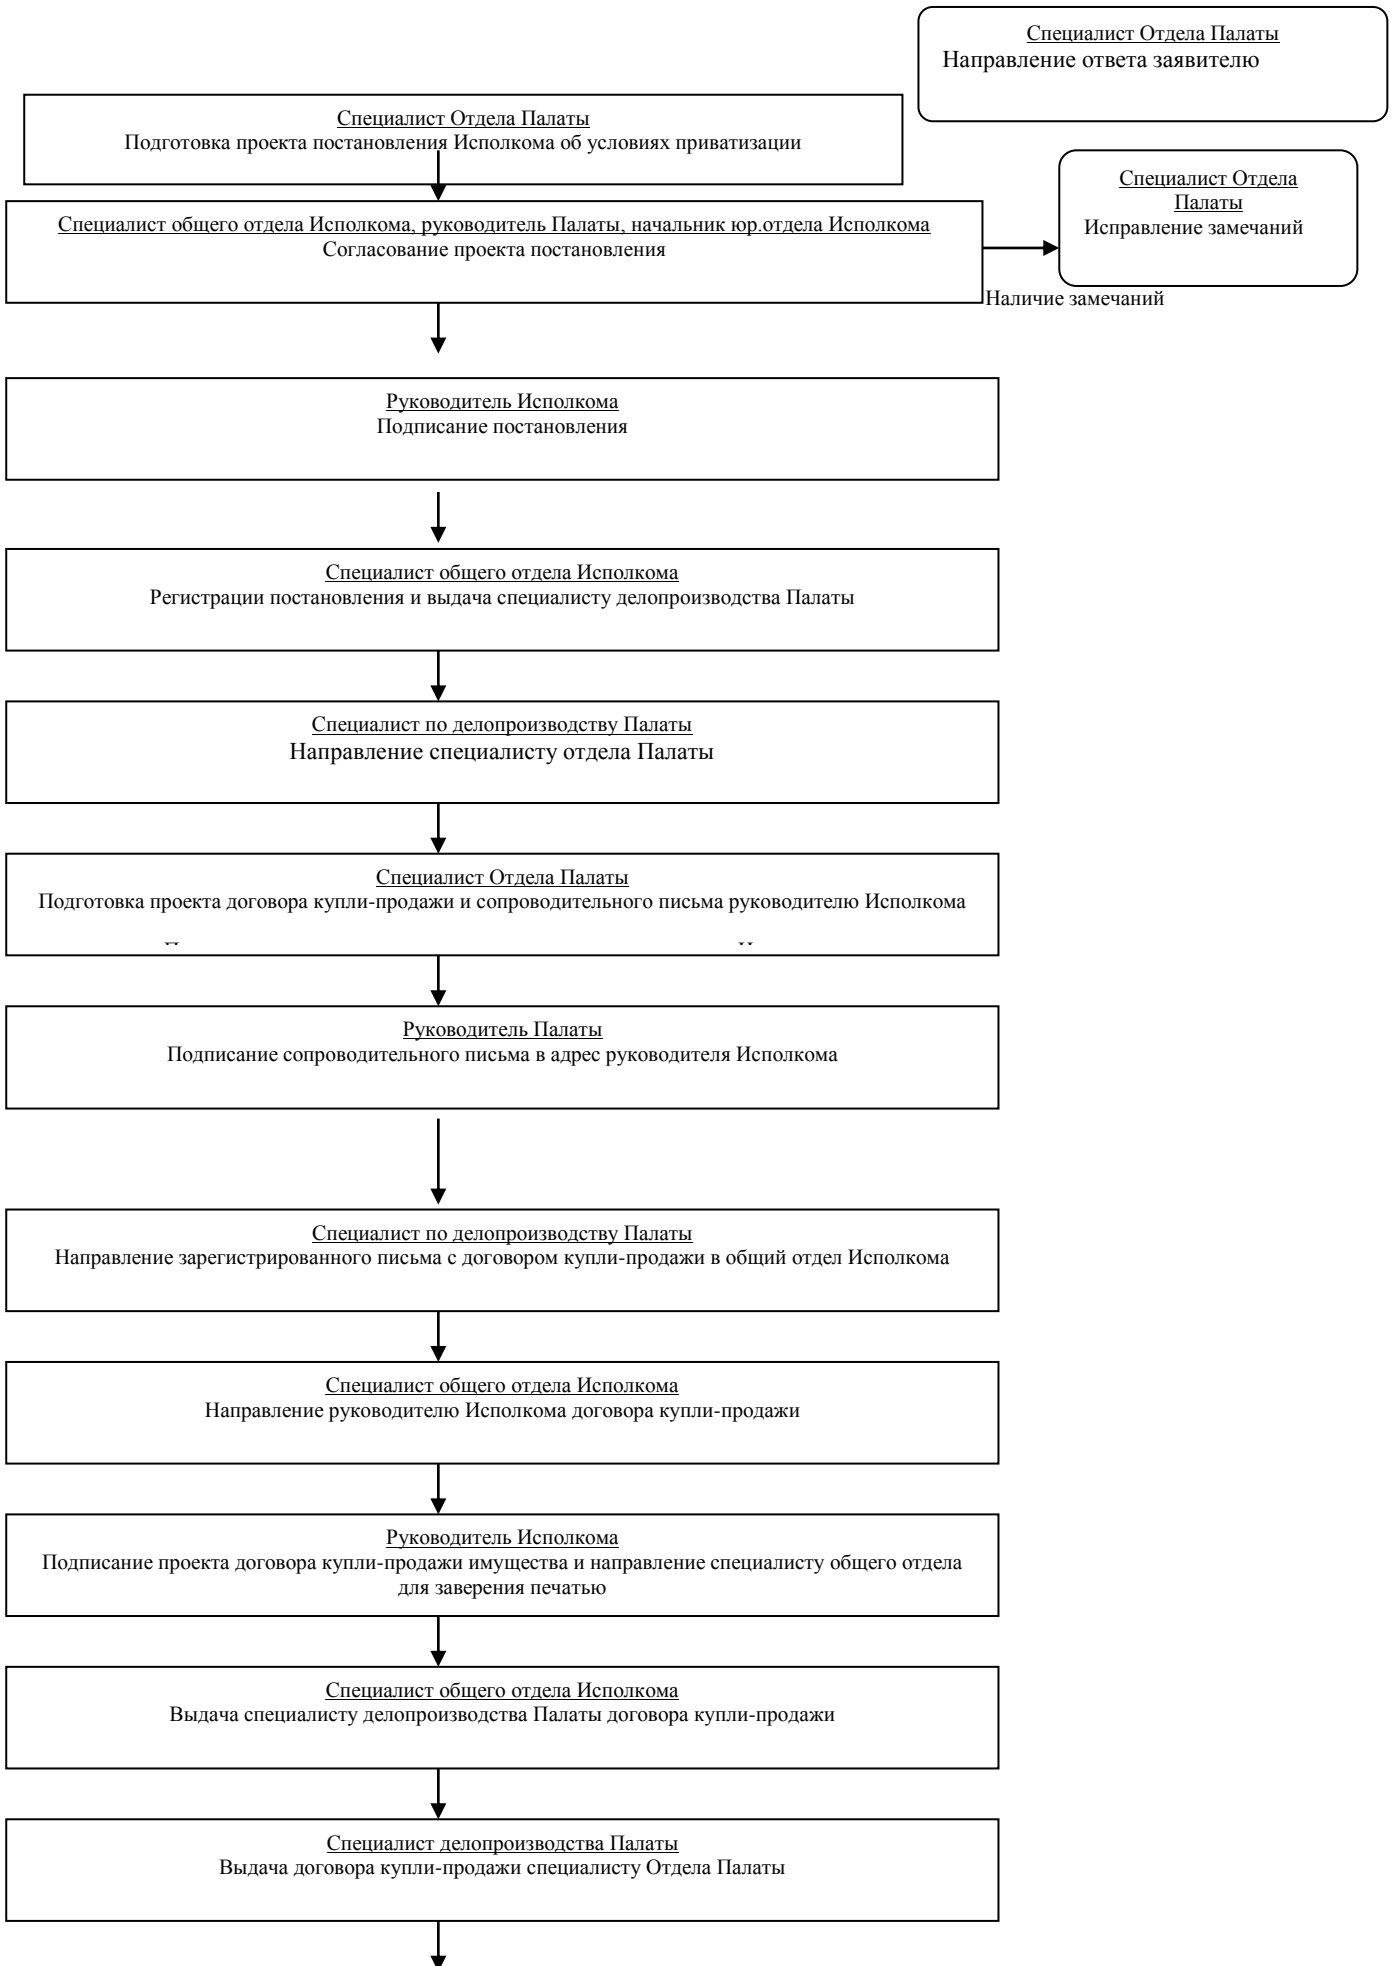 Специалист Отдела Палаты
Направление ответа заявителю
Специалист Отдела Палаты
Подготовка проекта постановления Исполкома об условиях приватизации
Специалист Отдела
Палаты
Исправление замечаний
Специалист общего отдела Исполкома, руководитель Палаты, начальник юр.отдела Исполкома
Согласование проекта постановления
Наличие замечаний
Руководитель Исполкома
Подписание постановления
Специалист общего отдела Исполкома
Регистрации постановления и выдача специалисту делопроизводства Палаты
Специалист по делопроизводству Палаты
Направление специалисту отдела Палаты
Специалист Отдела Палаты
Подготовка проекта договора купли-продажи и сопроводительного письма руководителю Исполкома
Руководитель Палаты
Подписание сопроводительного письма в адрес руководителя Исполкома
Специалист по делопроизводству Палаты
Направление зарегистрированного письма с договором купли-продажи в общий отдел Исполкома
Специалист общего отдела Исполкома
Направление руководителю Исполкома договора купли-продажи
Руководитель Исполкома
Подписание проекта договора купли-продажи имущества и направление специалисту общего отдела
для заверения печатью
Специалист общего отдела Исполкома
Выдача специалисту делопроизводства Палаты договора купли-продажи
Специалист делопроизводства Палаты
Выдача договора купли-продажи специалисту Отдела Палаты